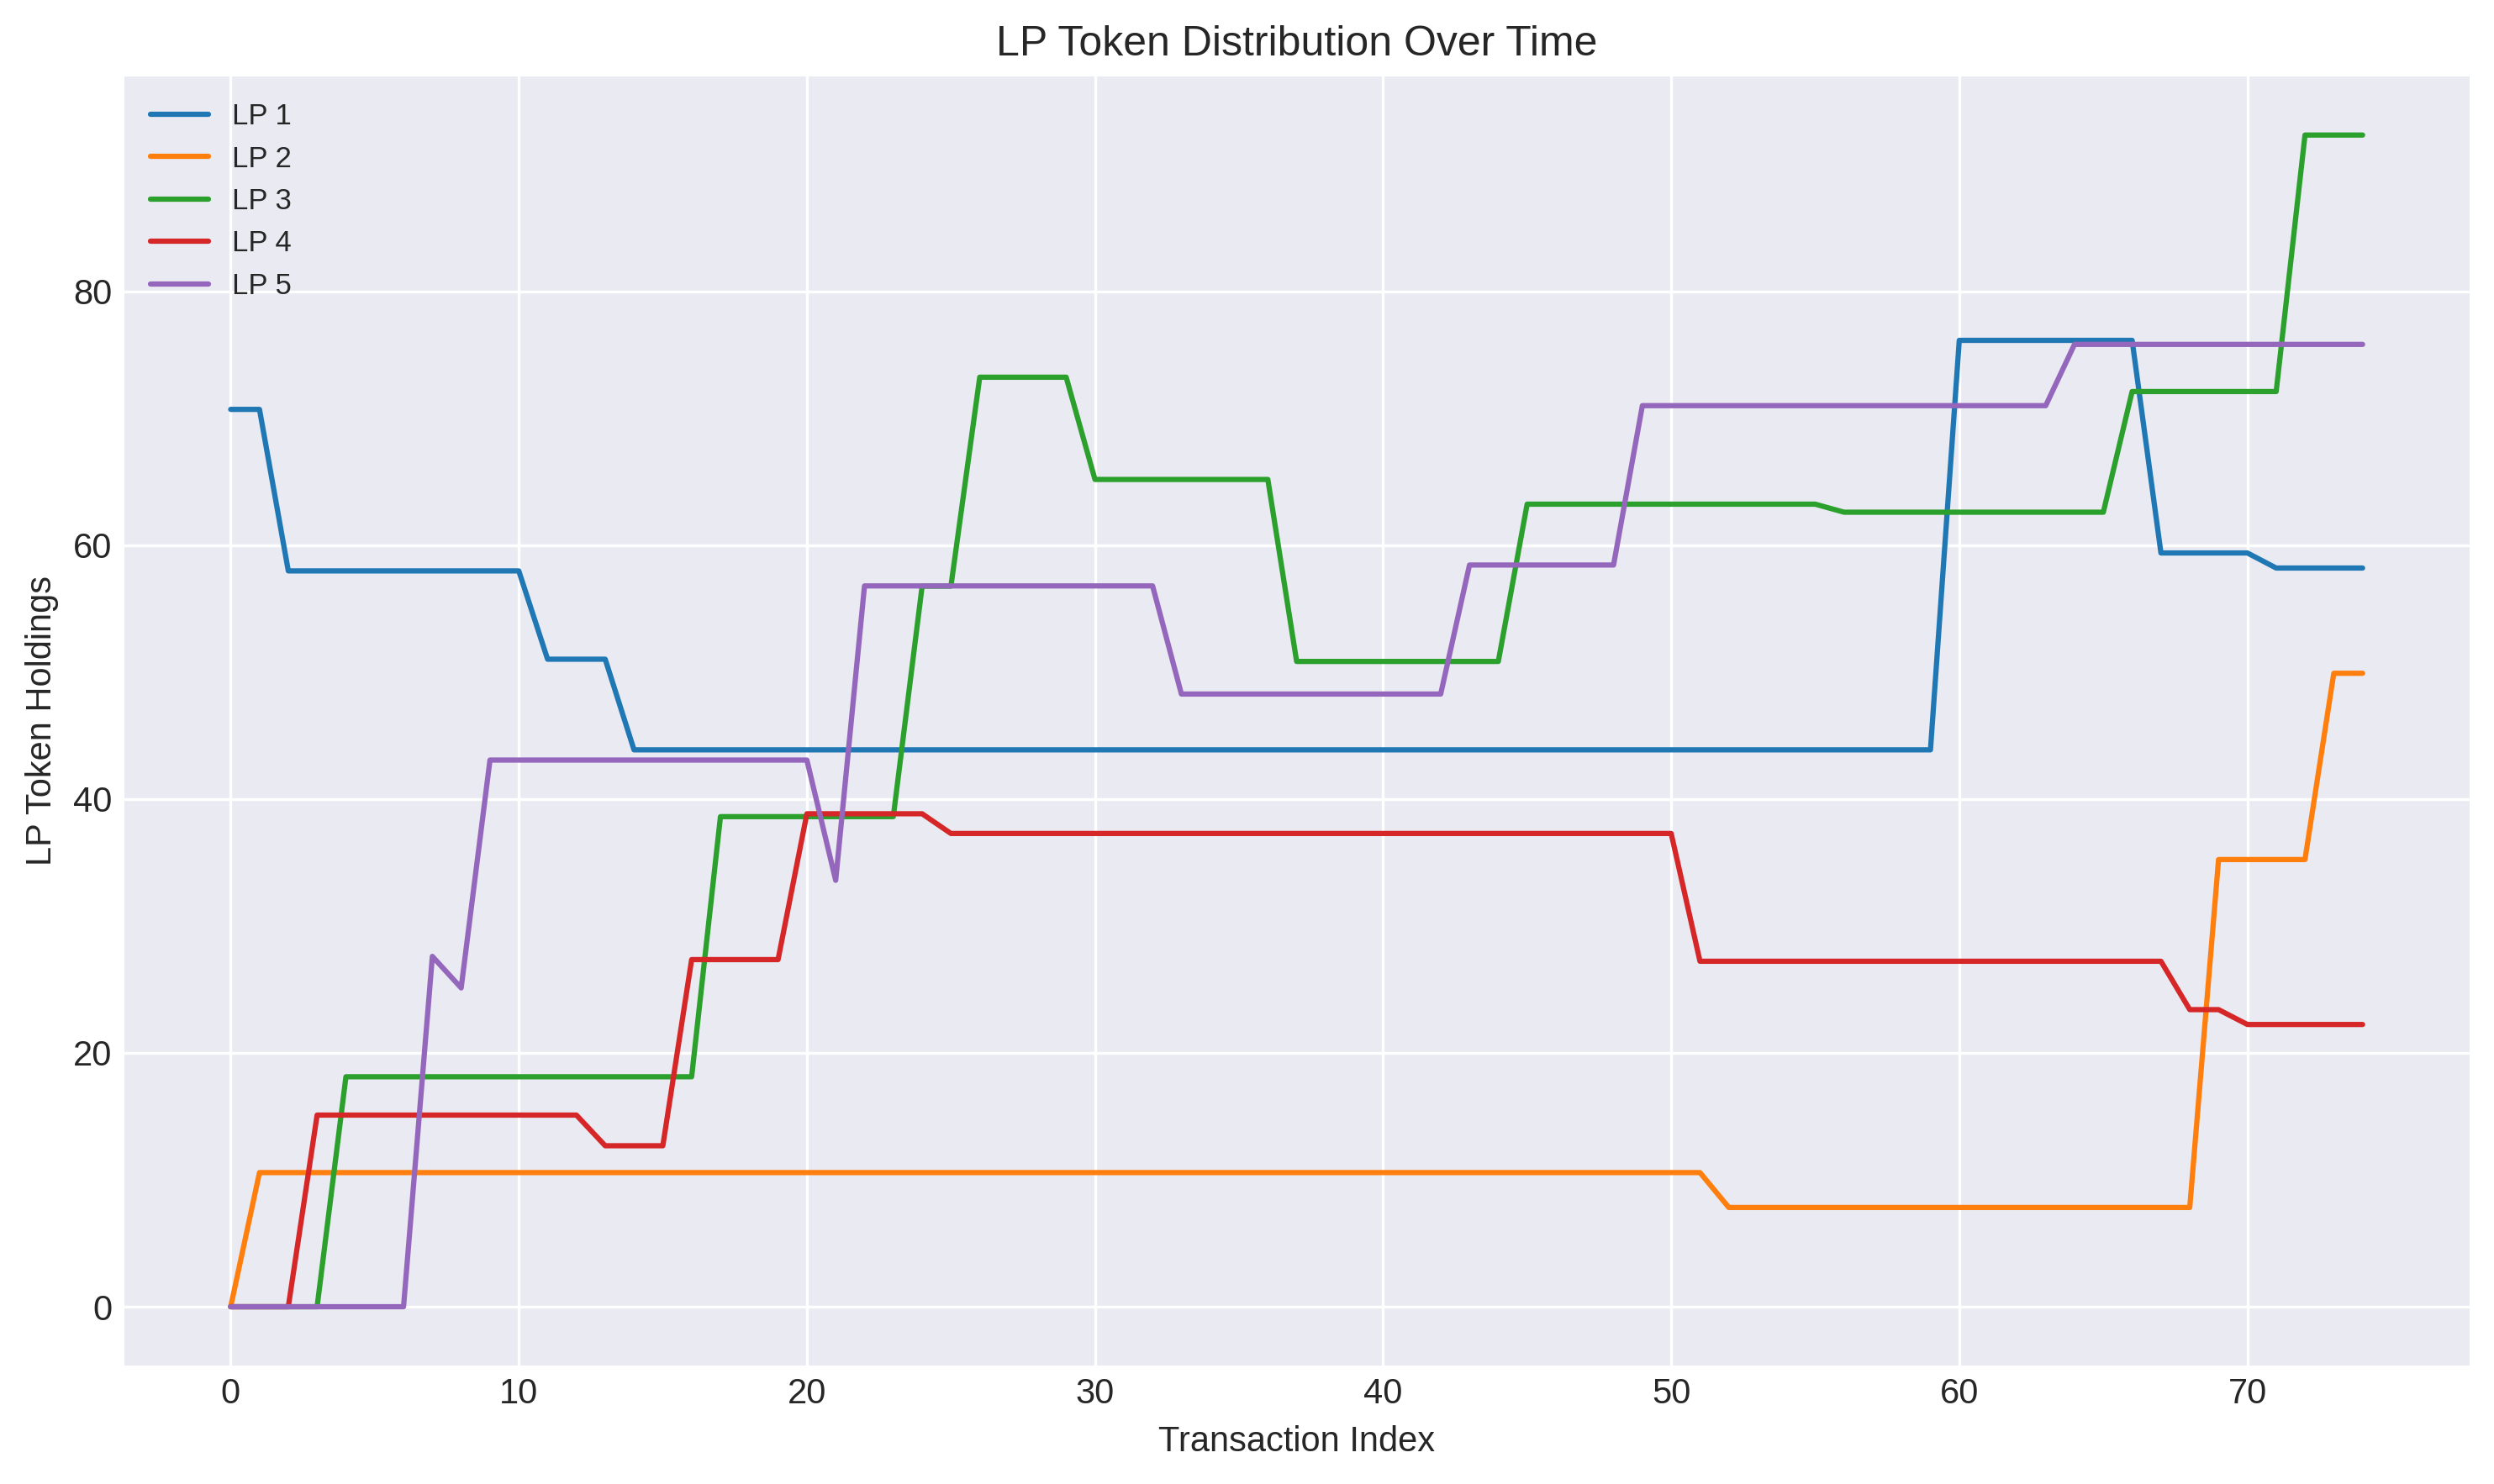 LP Token Distribution Over Time
LP 1
LP 2
LP 3
LP 4
LP 5
LP Token Holdings
80
60
40
20
0
0 10 20 30 40 50 60 70
Transaction Index